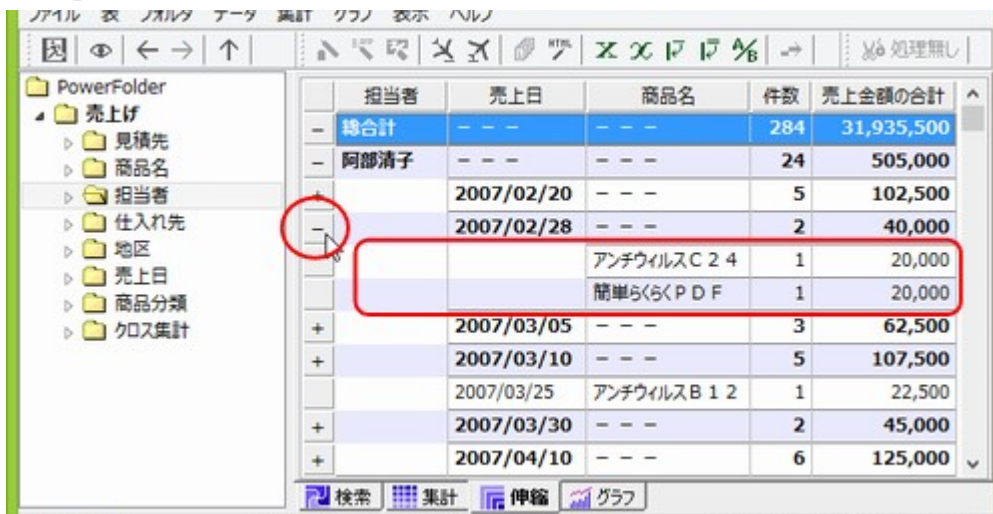 ファイル 表 フォルダ データ 集計 グラフ 表示 ヘルプ
HTML 処理無し
PowerFolder
売上げ
見積先
商品名
担当者
仕入れ先
地区
売上日
商品分類
クロス集計
担当者 売上日 商品名 件数 売上金額の合計
− 総合計 − − − − − − 284 31,935,500
− 阿部清子 − − − − − − 24 505,000
+ 2007/02/20 − − − 5 102,500
− 2007/02/28 − − − 2 40,000
アンチウィルスC24 1 20,000
簡単らくらくPDF 1 20,000
+ 2007/03/05 − − − 3 62,500
+ 2007/03/10 − − − 5 107,500
2007/03/25 アンチウィルスB12 1 22,500
+ 2007/03/30 − − − 2 45,000
+ 2007/04/10 − − − 6 125,000
検索 集計 伸縮 グラフ